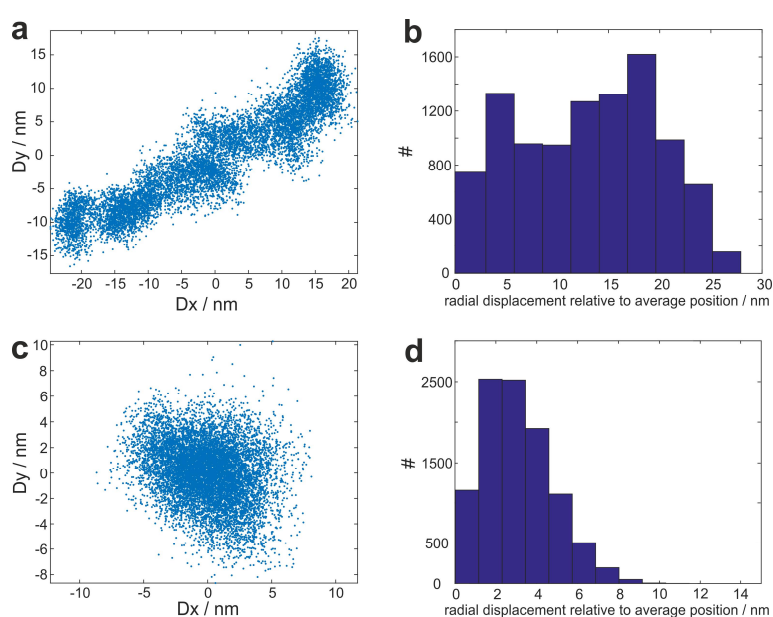 a
15
10
5
0
-5
-10
-15
Dy / nm
-20 -15 -10 -5 0 5 10 15 20
Dx / nm
b
1600
1200
800
400
0
#
0 5 10 15 20 25 30
radial displacement relative to average position / nm
c
10
8
6
4
2
0
-2
-4
-6
-8
Dy / nm
-10 -5 0 5 10
Dx / nm
d
2500
1500
500
0
#
0 2 4 6 8 10 12 14
radial displacement relative to average position / nm